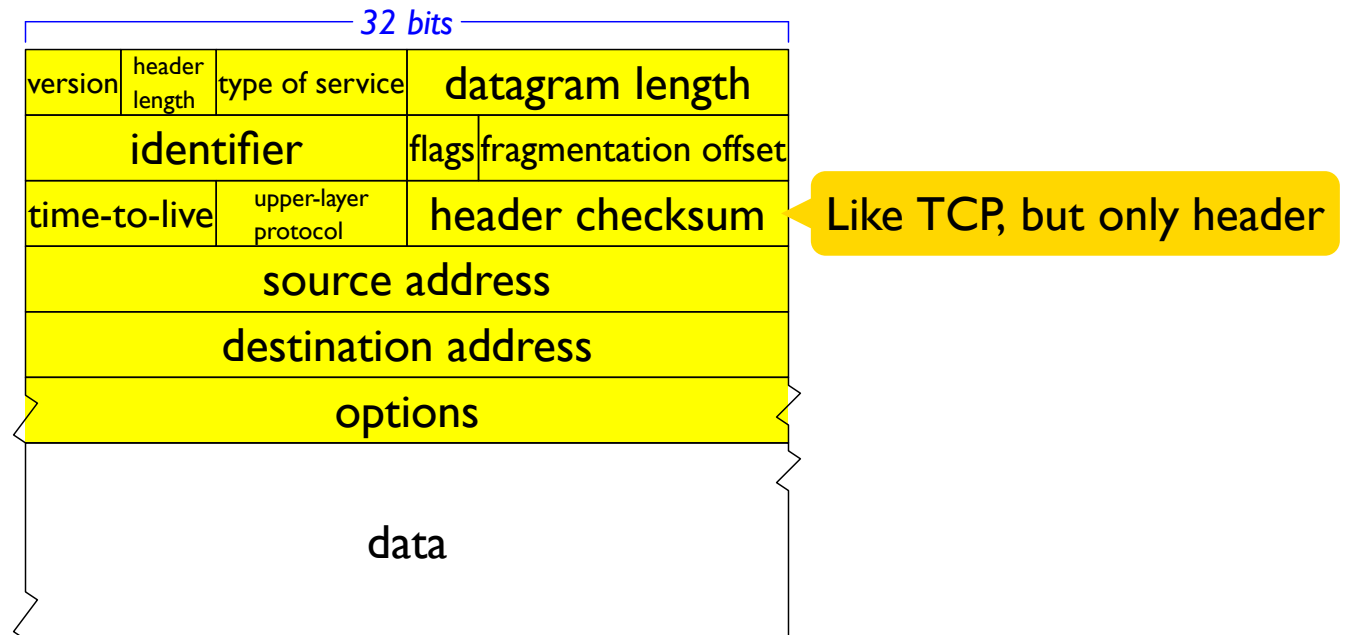 32 bits
version header length type of service datagram length
identifier flags fragmentation offset
time-to-live upper-layer protocol header checksum Like TCP, but only header
source address
destination address
options
data